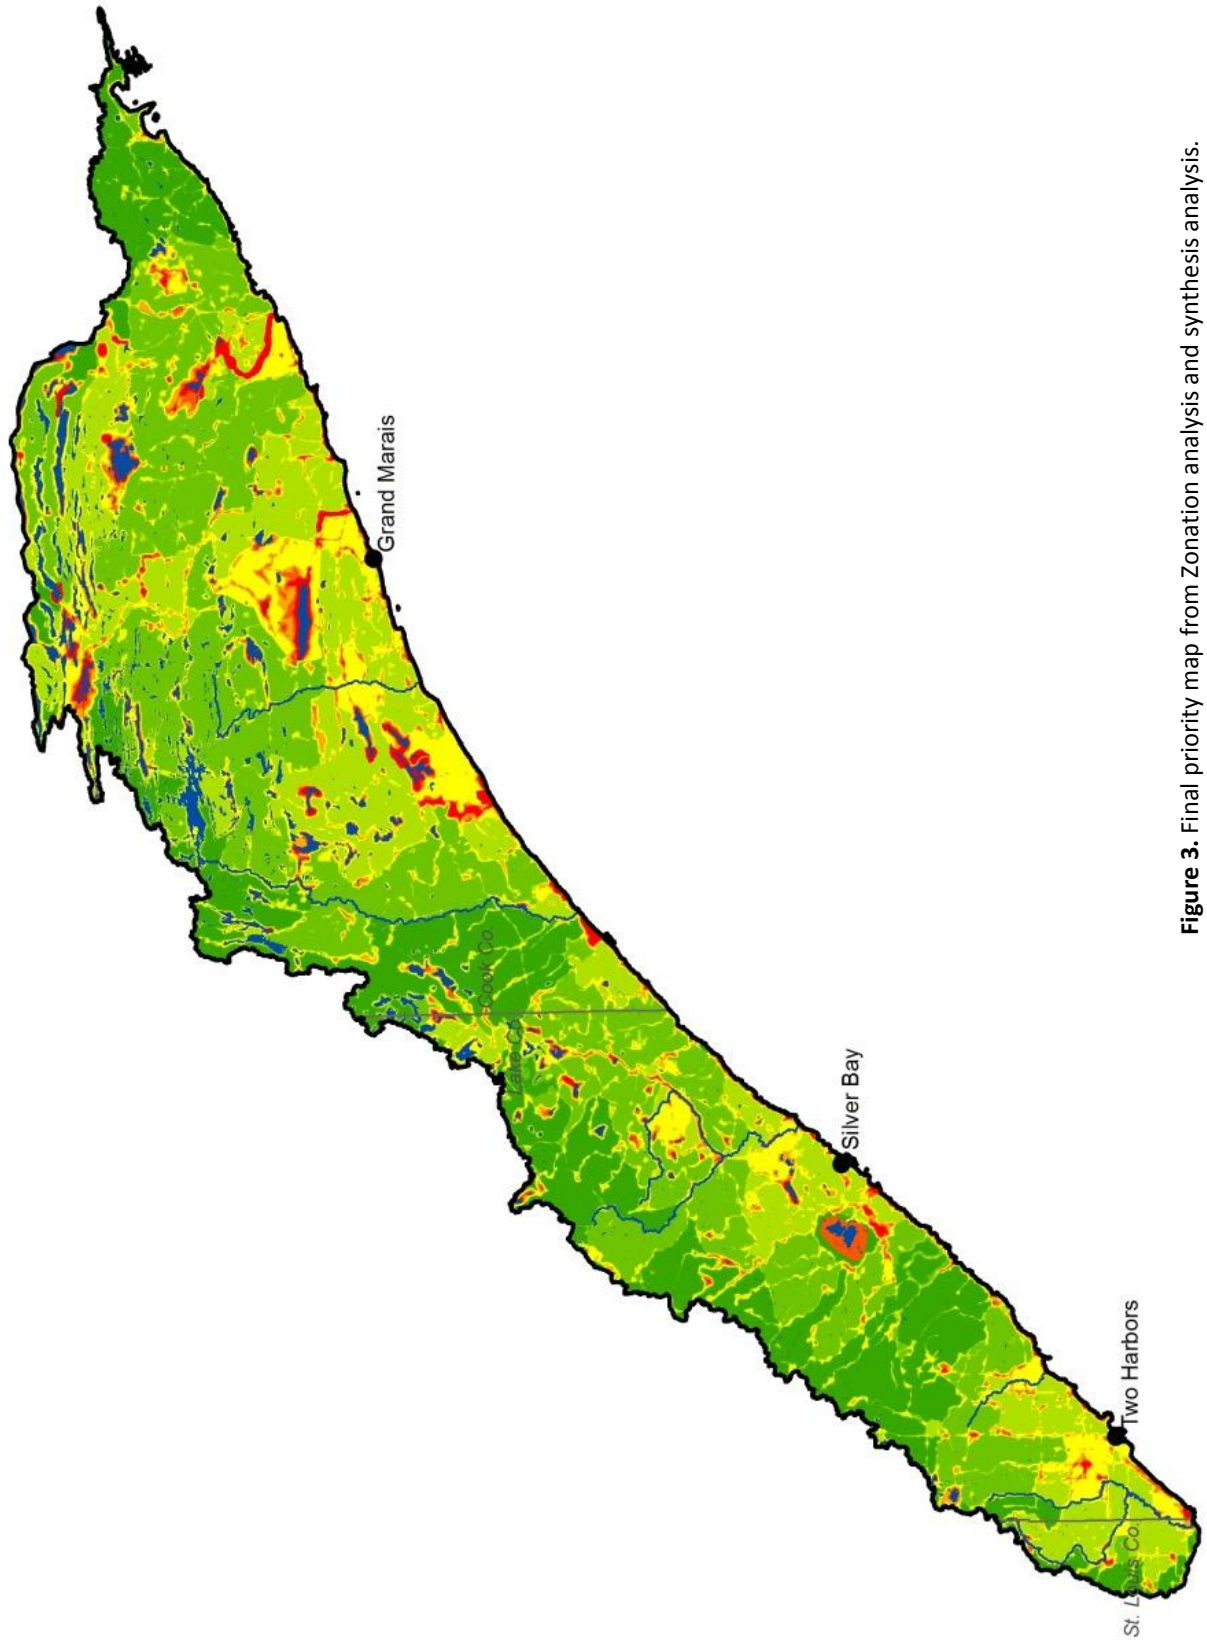 Grand Marais
Cook Co.
Lake Co.
Silver Bay
Two Harbors
St. Louis Co.
Figure 3. Final priority map from Zonation analysis and synthesis analysis.